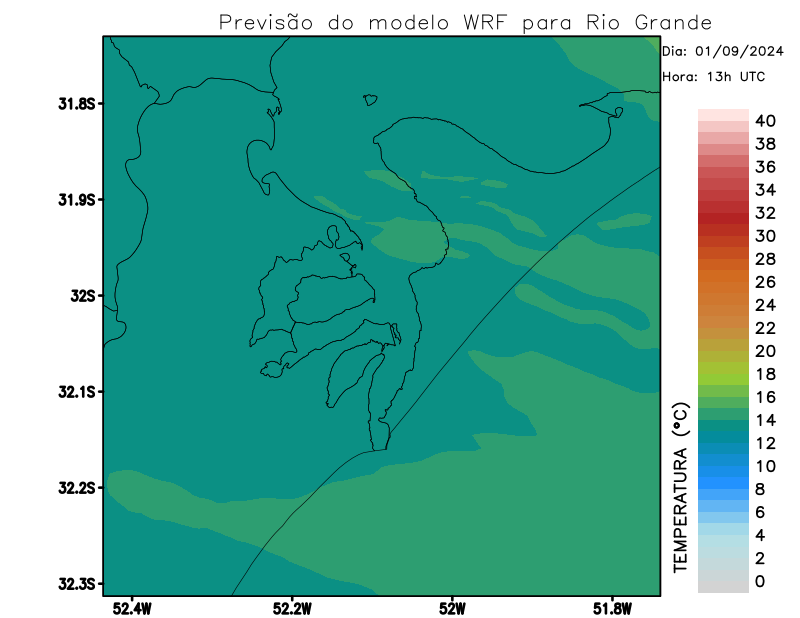 Previsão do modelo WRF para Rio Grande
Dia: 01/09/2024
Hora: 13h UTC
31.8S
31.9S
32S
32.1S
32.2S
32.3S
52.4W
52.2W
52W
51.8W
TEMPERATURA (°C)
40
38
36
34
32
30
28
26
24
22
20
18
16
14
12
10
8
6
4
2
0